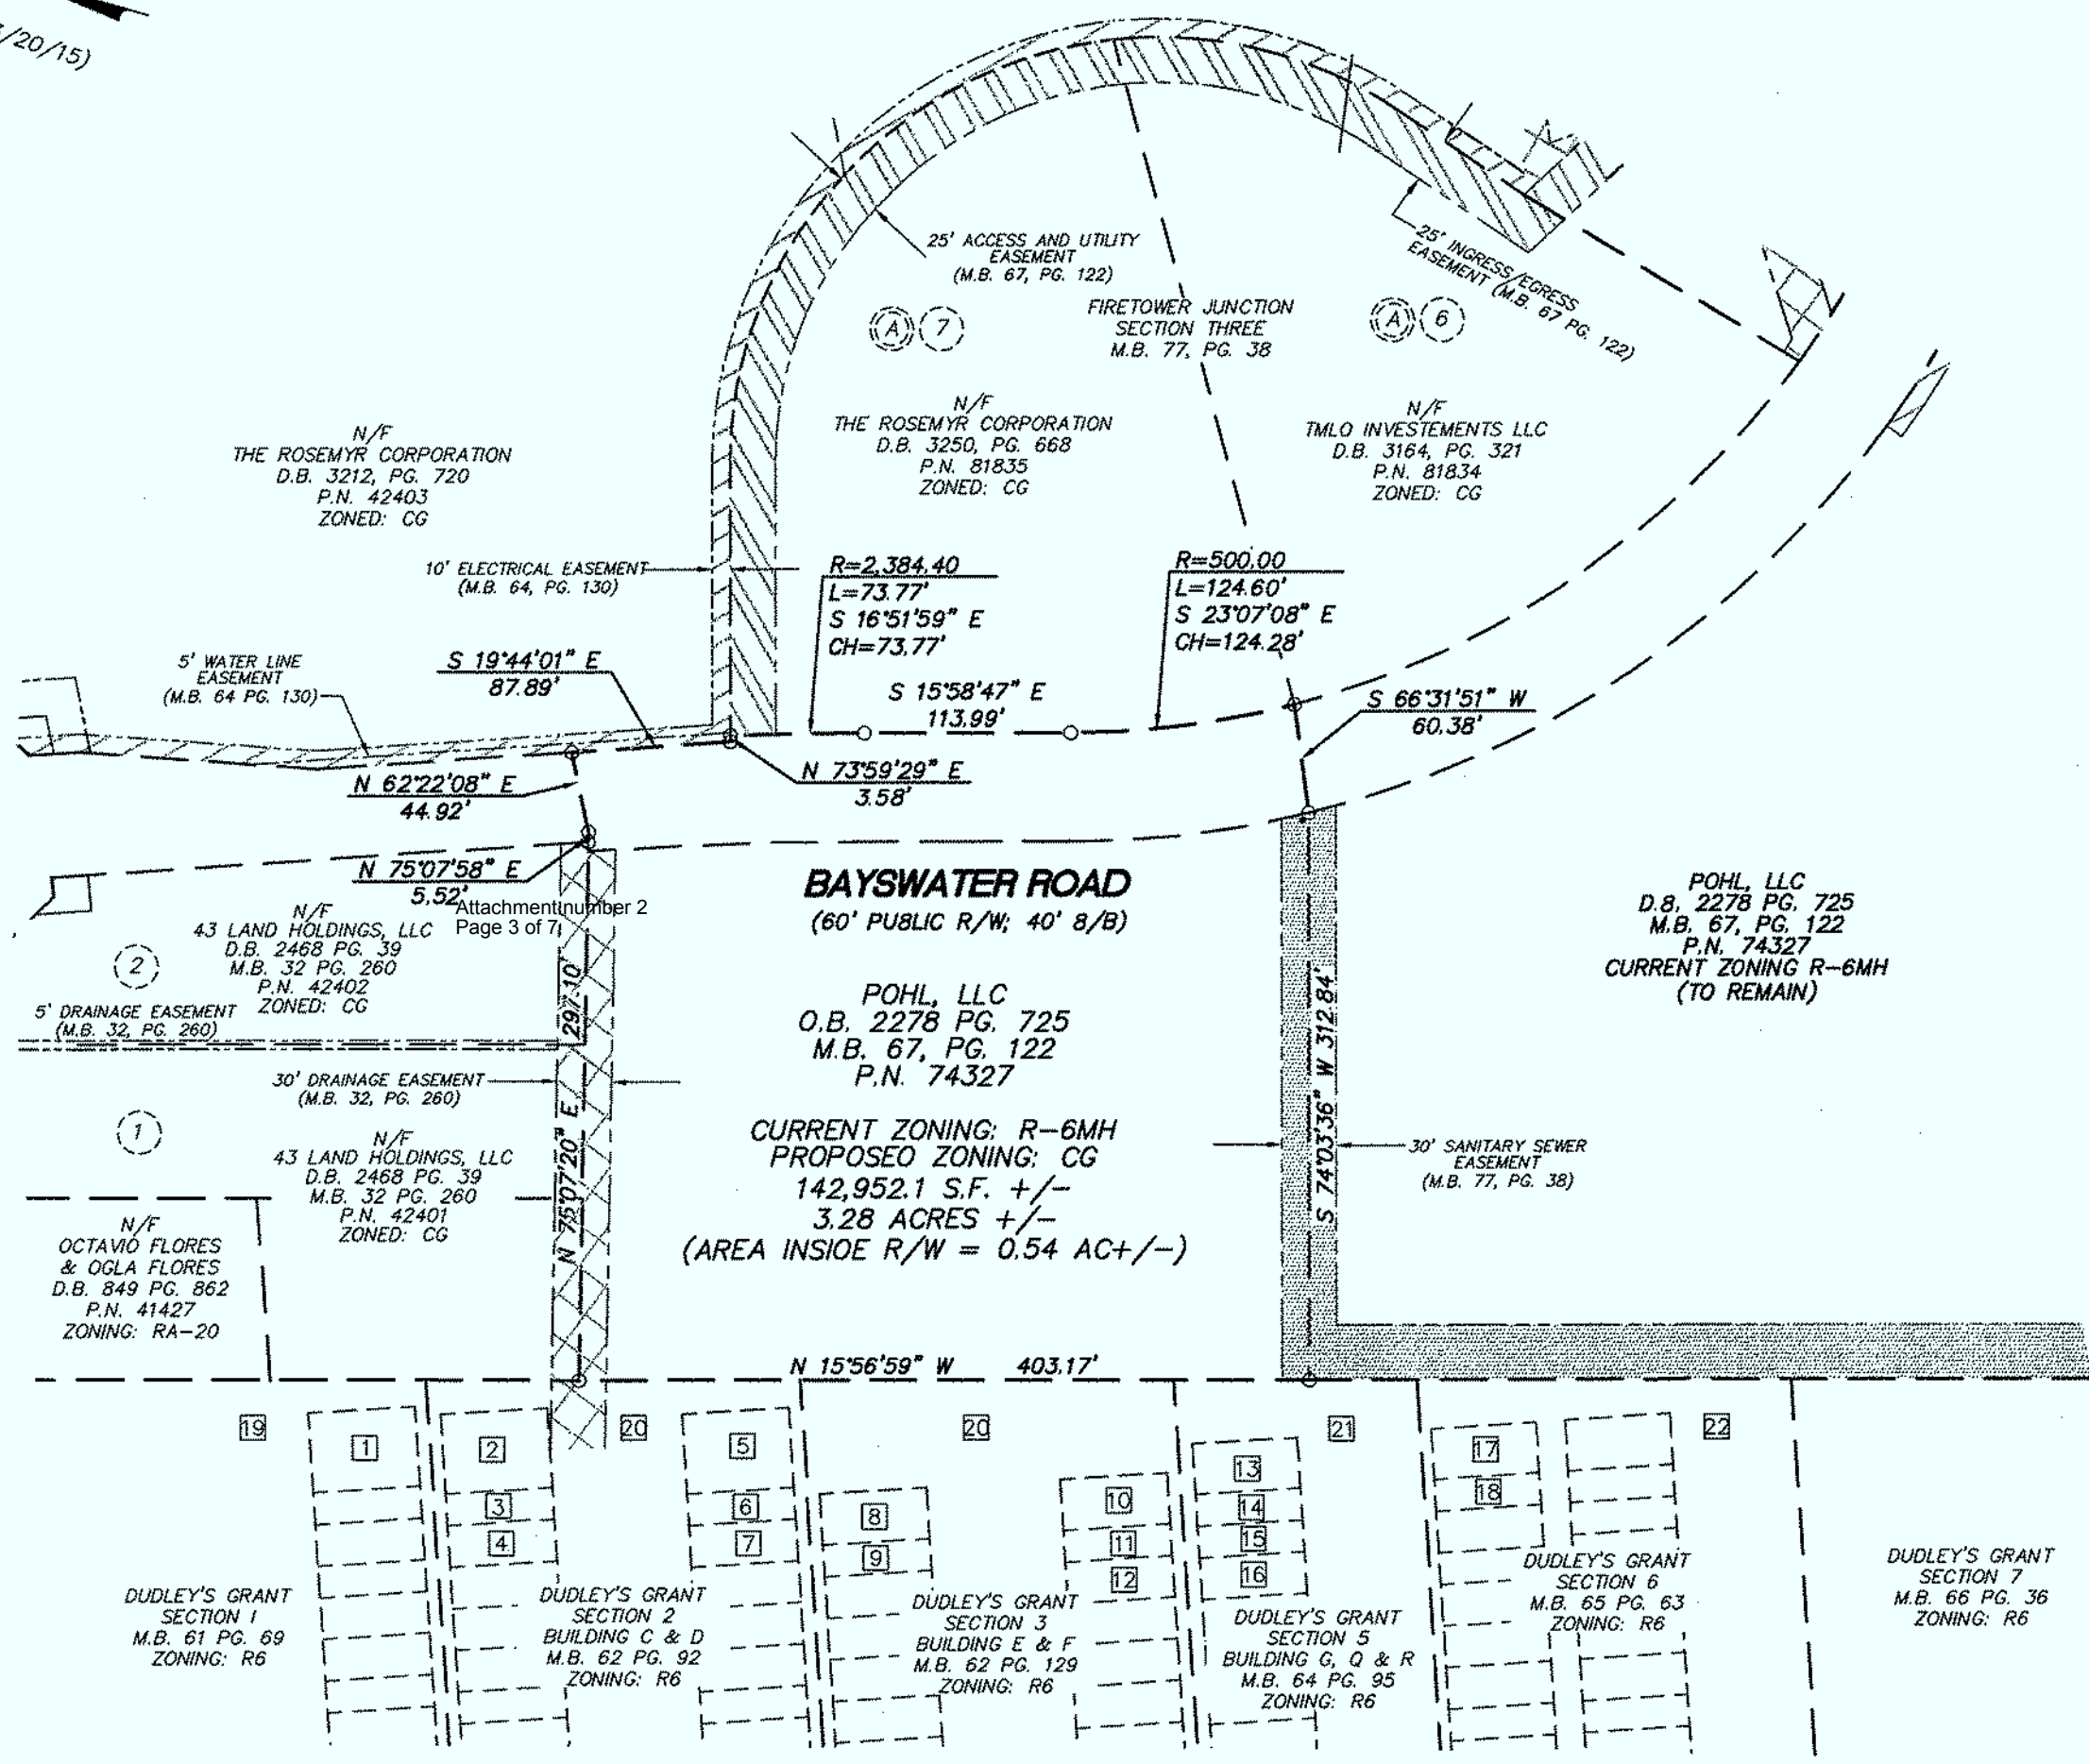 /20/15)
25' ACCESS AND UTILITY
EASEMENT
(M.B. 67, PG. 122)
25' INGRESS/EGRESS
EASEMENT (M.B. 67 PG. 122)
A 7
FIRETOWER JUNCTION
SECTION THREE
M.B. 77, PG. 38
A 6
N/F
THE ROSEMYR CORPORATION
D.B. 3212, PG. 720
P.N. 42403
ZONED: CG
N/F
THE ROSEMYR CORPORATION
D.B. 3250, PG. 668
P.N. 81835
ZONED: CG
N/F
TMLO INVESTEMENTS LLC
D.B. 3164, PG. 321
P.N. 81834
ZONED: CG
10' ELECTRICAL EASEMENT
(M.B. 64, PG. 130)
R=2,384.40
L=73.77'
S 16°51'59" E
CH=73.77'
R=500.00
L=124.60'
S 23°07'08" E
CH=124.28'
5' WATER LINE
EASEMENT
(M.B. 64 PG. 130)
S 19°44'01" E
87.89'
S 15°58'47" E
113.99'
S 66°31'51" W
60.38'
N 62°22'08" E
44.92'
N 73°59'29" E
3.58'
N 75°07'58" E
5.52'
Attachment number 2
Page 3 of 7
BAYSWATER ROAD
(60' PUBLIC R/W; 40' 8/B)
N/F
43 LAND HOLDINGS, LLC
D.B. 2468 PG. 39
M.B. 32 PG. 260
P.N. 42402
ZONED: CG
2
5' DRAINAGE EASEMENT
(M.B. 32, PG. 260)
POHL, LLC
O.B. 2278 PG. 725
M.B. 67, PG. 122
P.N. 74327
POHL, LLC
D.8. 2278 PG. 725
M.B. 67, PG. 122
P.N. 74327
CURRENT ZONING R-6MH
(TO REMAIN)
30' DRAINAGE EASEMENT
(M.B. 32, PG. 260)
N 75°07'20" E 297.10'
S 74°03'36" W 312.84'
1
N/F
43 LAND HOLDINGS, LLC
D.B. 2468 PG. 39
M.B. 32 PG. 260
P.N. 42401
ZONED: CG
CURRENT ZONING: R-6MH
PROPOSEO ZONING: CG
142,952.1 S.F. +/-
3.28 ACRES +/-
(AREA INSIOE R/W = 0.54 AC+/-)
30' SANITARY SEWER
EASEMENT
(M.B. 77, PG. 38)
N/F
OCTAVIO FLORES
& OGLA FLORES
D.B. 849 PG. 862
P.N. 41427
ZONING: RA-20
N 15°56'59" W 403.17'
19
1
2
20
5
20
21
17
22
3
6
8
10
13
18
4
7
9
11
14
12
15
16
DUDLEY'S GRANT
SECTION 1
M.B. 61 PG. 69
ZONING: R6
DUDLEY'S GRANT
SECTION 2
BUILDING C & D
M.B. 62 PG. 92
ZONING: R6
DUDLEY'S GRANT
SECTION 3
BUILDING E & F
M.B. 62 PG. 129
ZONING: R6
DUDLEY'S GRANT
SECTION 5
BUILDING G, Q & R
M.B. 64 PG. 95
ZONING: R6
DUDLEY'S GRANT
SECTION 6
M.B. 65 PG. 63
ZONING: R6
DUDLEY'S GRANT
SECTION 7
M.B. 66 PG. 36
ZONING: R6